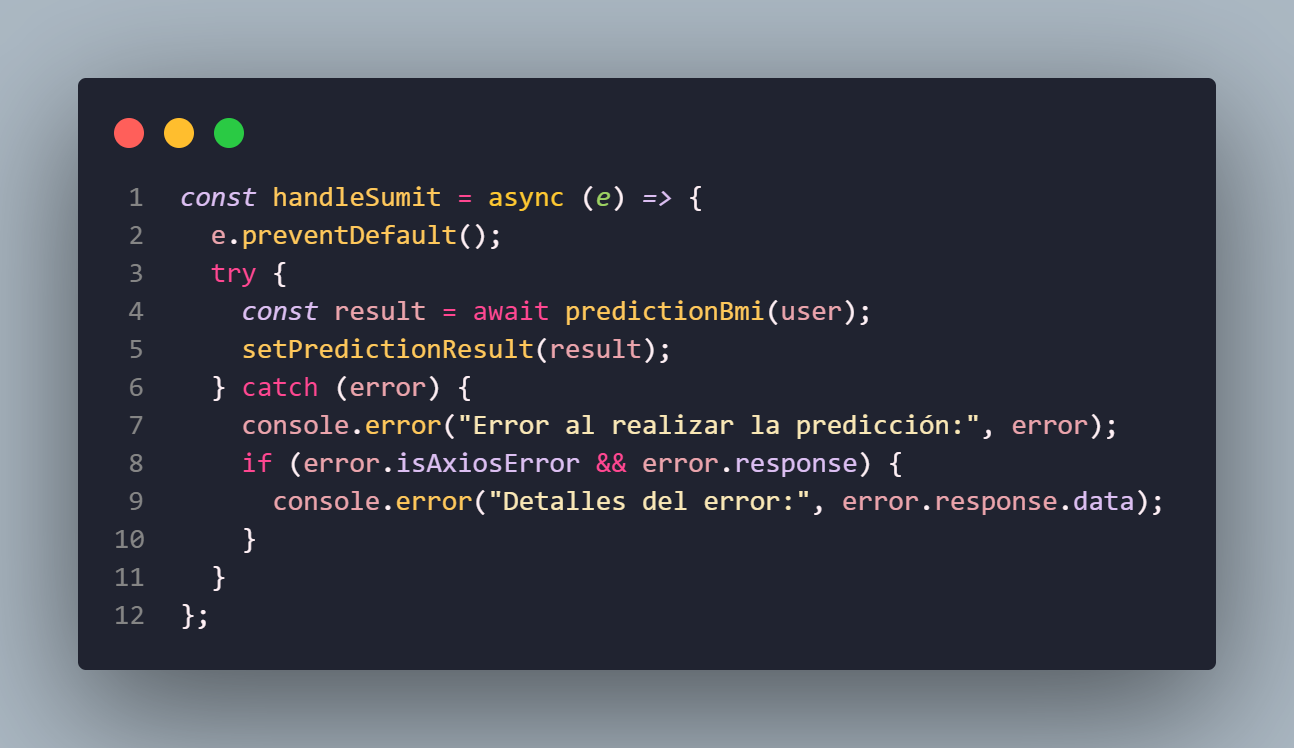 1 const handleSumit = async (e) => {
2   e.preventDefault();
3   try {
4     const result = await predictionBmi(user);
5     setPredictionResult(result);
6   } catch (error) {
7     console.error("Error al realizar la predicción:", error);
8     if (error.isAxiosError && error.response) {
9       console.error("Detalles del error:", error.response.data);
10     }
11   }
12 };